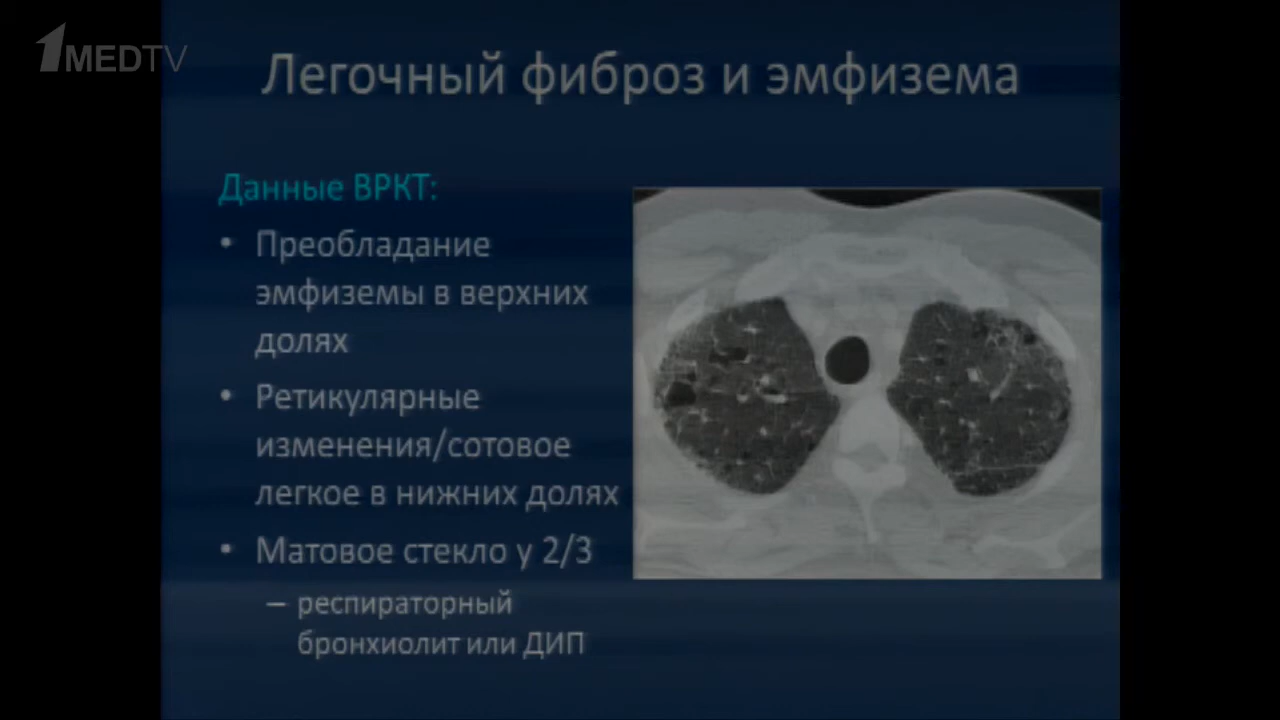 1MEDTV
Легочный фиброз и эмфизема
Данные ВРКТ:
• Преобладание
эмфиземы в верхних
долях
• Ретикулярные
изменения/сотовое
легкое в нижних долях
• Матовое стекло у 2/3
– респираторный
бронхиолит или ДИП